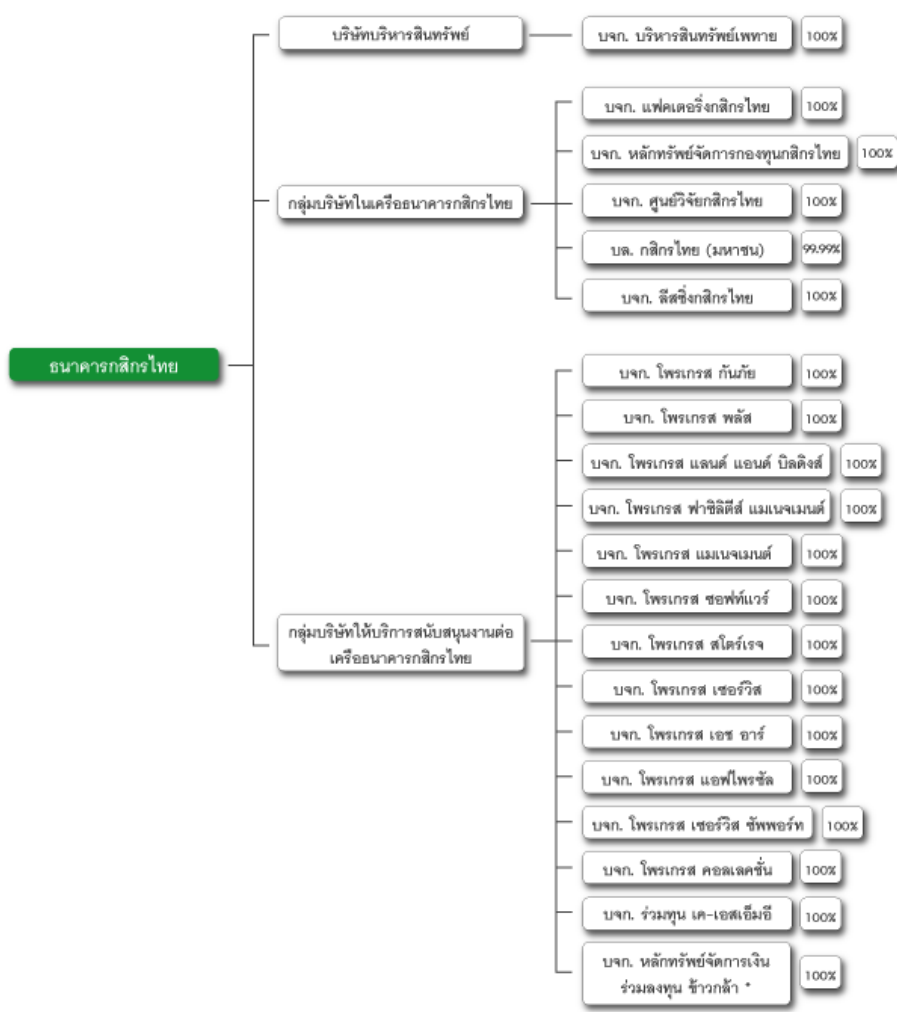 บริษัทบริหารสินทรัพย์
บจก. บริหารสินทรัพย์เพทาย 100%
บจก. แฟคเตอริ่งกสิกรไทย 100%
บจก. หลักทรัพย์จัดการกองทุนกสิกรไทย 100%
กลุ่มบริษัทในเครือธนาคารกสิกรไทย
บจก. ศูนย์วิจัยกสิกรไทย 100%
บล. กสิกรไทย (มหาชน) 99.99%
บจก. ลีสซิ่งกสิกรไทย 100%
ธนาคารกสิกรไทย
บจก. โพรเกรส กันภัย 100%
บจก. โพรเกรส พลัส 100%
บจก. โพรเกรส แลนด์ แอนด์ บิลดิงส์ 100%
บจก. โพรเกรส ฟาซิลิตีส์ แมเนจเมนต์ 100%
บจก. โพรเกรส แมเนจเมนต์ 100%
บจก. โพรเกรส ซอฟท์แวร์ 100%
กลุ่มบริษัทให้บริการสนับสนุนงานต่อ
เครือธนาคารกสิกรไทย
บจก. โพรเกรส สโตร์เรจ 100%
บจก. โพรเกรส เซอร์วิส 100%
บจก. โพรเกรส เอช อาร์ 100%
บจก. โพรเกรส แอฟไพรซัล 100%
บจก. โพรเกรส เซอร์วิส ซัพพอร์ท 100%
บจก. โพรเกรส คอลเลคชั่น 100%
บจก. ร่วมทุน เค-เอสเอ็มอี 100%
บจก. หลักทรัพย์จัดการเงิน
ร่วมลงทุน ข้าวกล้า * 100%